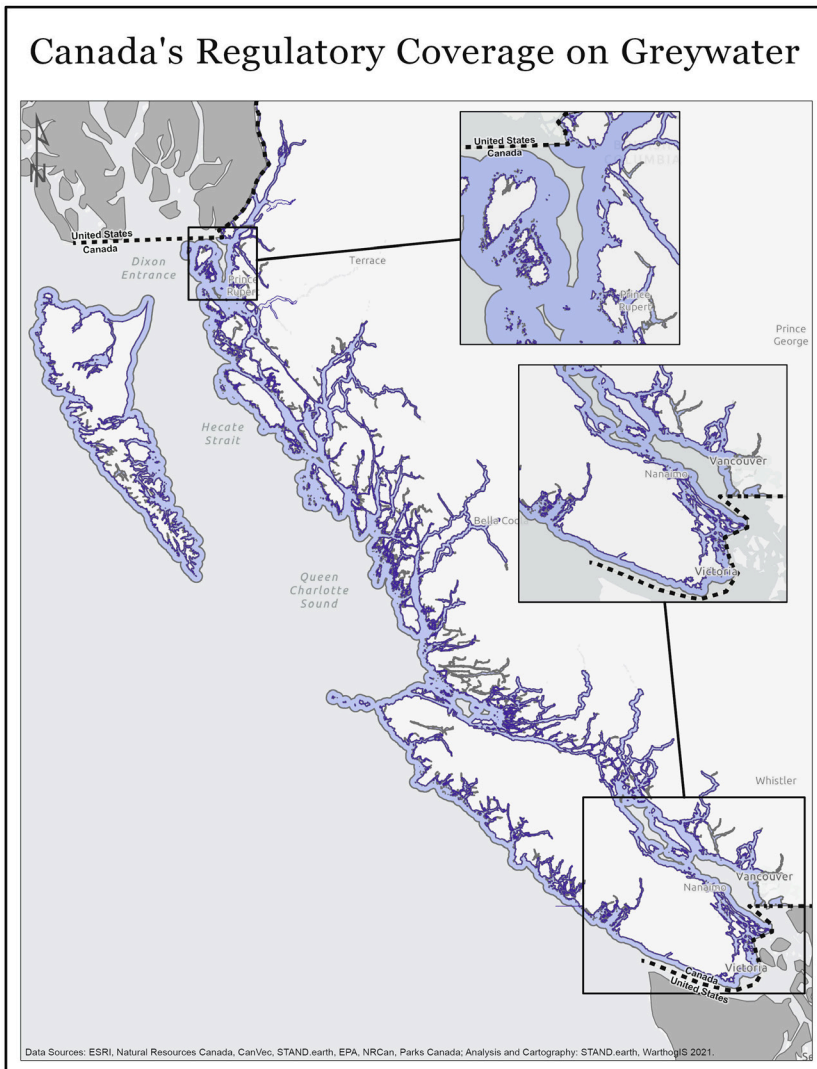 Canada's Regulatory Coverage on Greywater
N
United States
Canada
Dixon
Entrance
Terrace
Prince
Hecate
Strait
Queen
Charlotte
Sound
Whistler
Vancouver
Nanaimo
Victoria
Canada
United States
United States
Canada
COLUMBIA
Prince
Rupert
Prince
George
Vancouver
Nanaimo
Victoria
Bella
Data Sources: ESRI, Natural Resources Canada, CanVec, STAND.earth, EPA, NRCan, Parks Canada; Analysis and Cartography: STAND.earth, WarthogIS 2021.